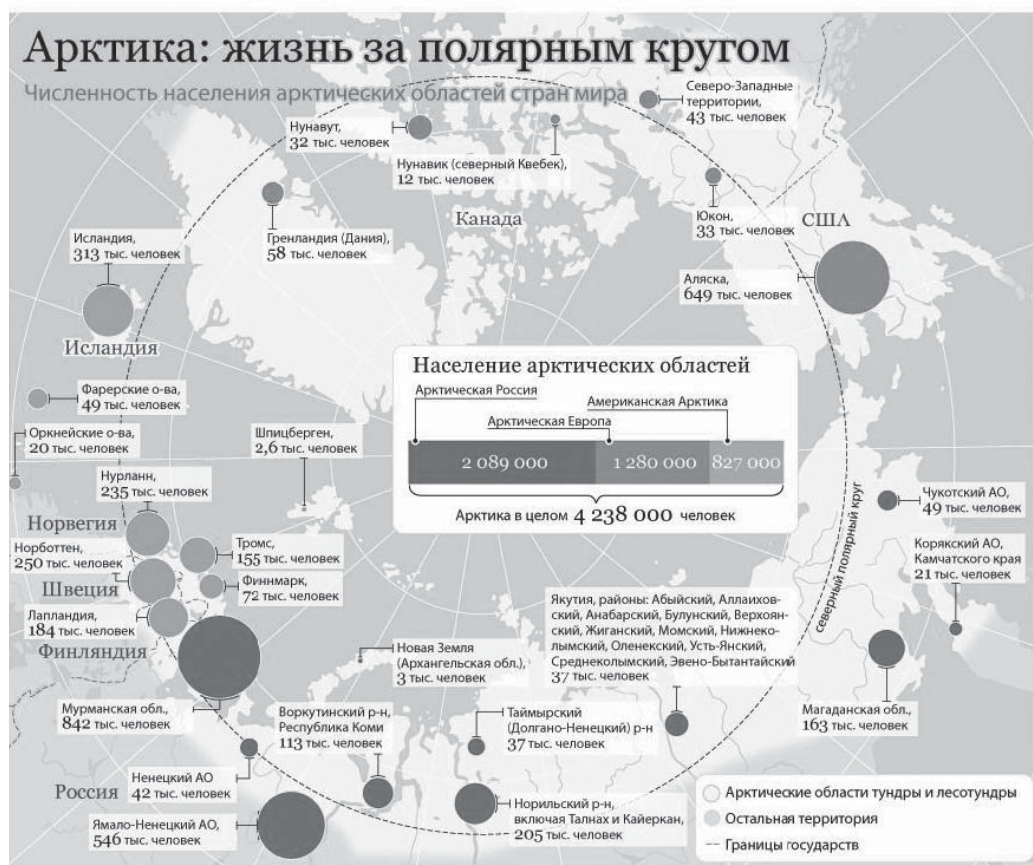 Арктика: жизнь за полярным кругом
Численность населения арктических областей стран мира
Северо-Западные
территории,
43 тыс. человек
Нунавут,
32 тыс. человек
Нунавик (северный Квебек),
12 тыс. человек
Канада
Юкон,
33 тыс. человек
США
Исландия,
313 тыс. человек
Гренландия (Дания),
58 тыс. человек
Аляска,
649 тыс. человек
Исландия
Население арктических областей
Арктическая Россия
Американская Арктика
Арктическая Европа
2 089 000
1 280 000
827 000
Арктика в целом 4 238 000 человек
Фарерские о-ва,
49 тыс. человек
Оркнейские о-ва,
20 тыс. человек
Шпицберген,
2,6 тыс. человек
Нурланн,
235 тыс. человек
Норвегия
Норботтен,
250 тыс. человек
Тромс,
155 тыс. человек
Швеция
Финнмарк,
72 тыс. человек
Лапландия,
184 тыс. человек
Финляндия
северный полярный круг
Чукотский АО,
49 тыс. человек
Корякский АО,
Камчатского края
21 тыс. человек
Якутия, районы: Абыйский, Аллаихов-
ский, Анабарский, Булунский, Верхоян-
ский, Жиганский, Момский, Нижнеко-
лымский, Оленекский, Усть-Янский,
Среднеколымский, Эвено-Бытантайский
37 тыс. человек
Новая Земля
(Архангельская обл.),
3 тыс. человек
Мурманская обл.,
842 тыс. человек
Воркутинский р-н,
Республика Коми
113 тыс. человек
Таймырский
(Долгано-Ненецкий) р-н
37 тыс. человек
Магаданская обл.,
163 тыс. человек
Ненецкий АО
42 тыс. человек
Россия
Ямало-Ненецкий АО,
546 тыс. человек
Норильский р-н,
включая Талнах и Кайеркан,
205 тыс. человек
Арктические области тундры и лесотундры
Остальная территория
Границы государств